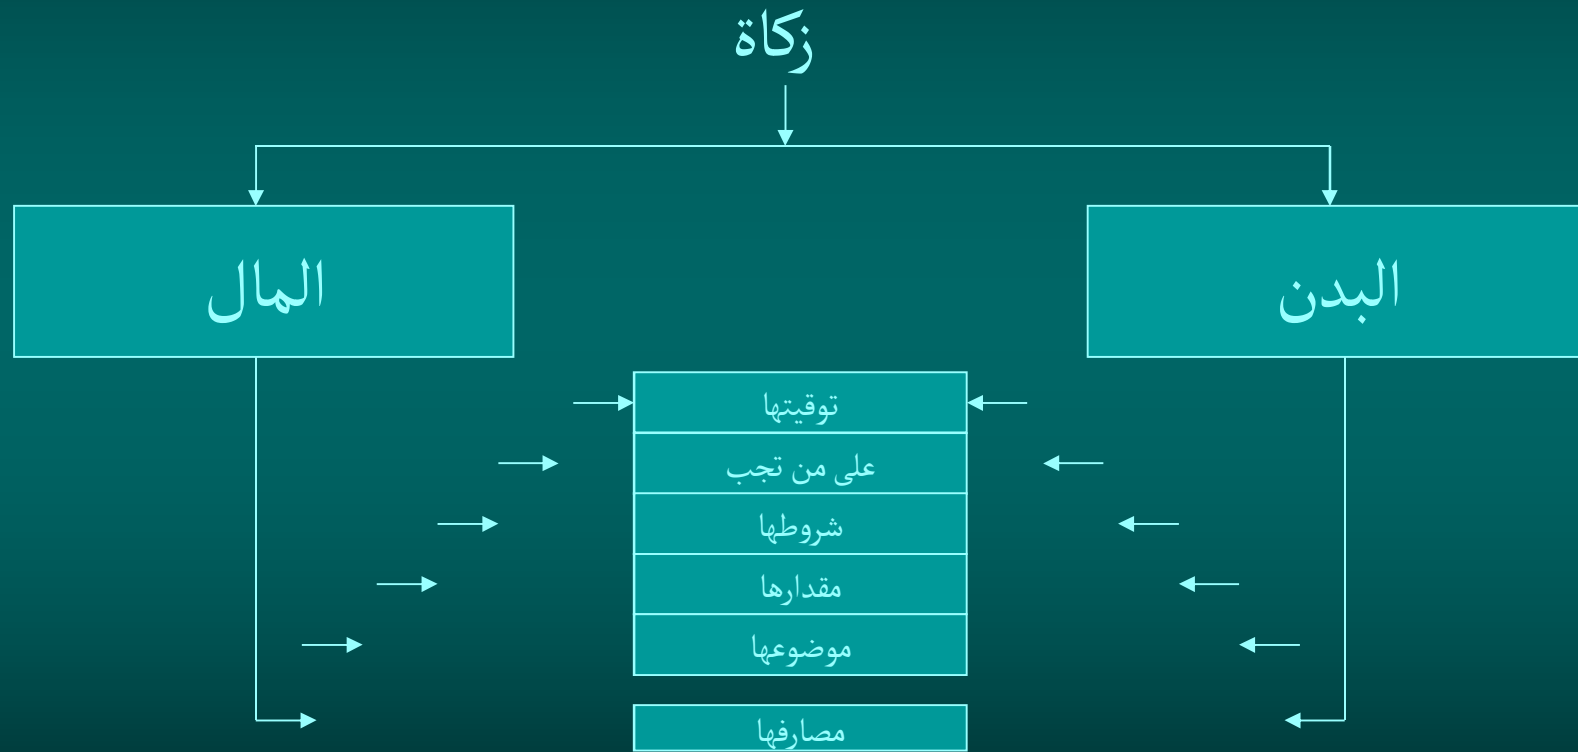 زكاة
البدن
المال
توقيتها
على من تجب
شروطها
مقدارها
موضوعها
مصارفها